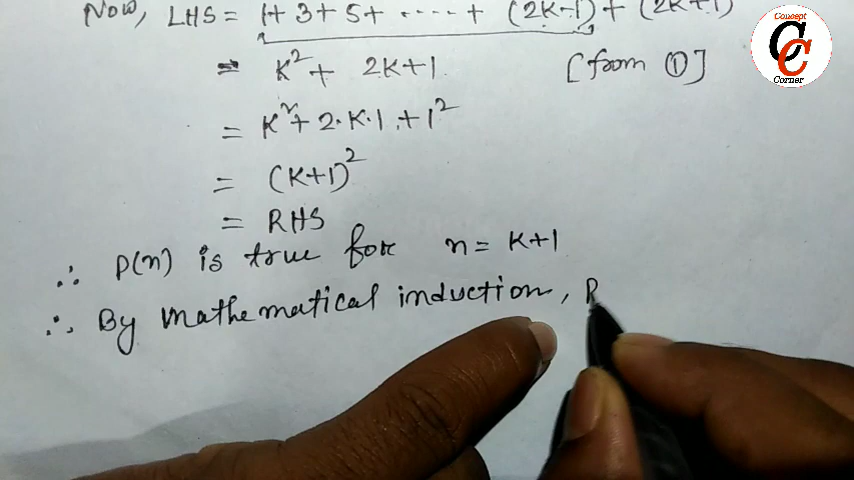 Now, LHS = 1+ 3+ 5+ ..... + (2K-1) + (2K+1)
= K² + 2K+1 [from ①]
= K² + 2·K·1 + 1²
= (K+1)²
= RHS
∴ P(n) is true for n = K+1
∴ By mathematical induction, P
Concept
CC
Corner